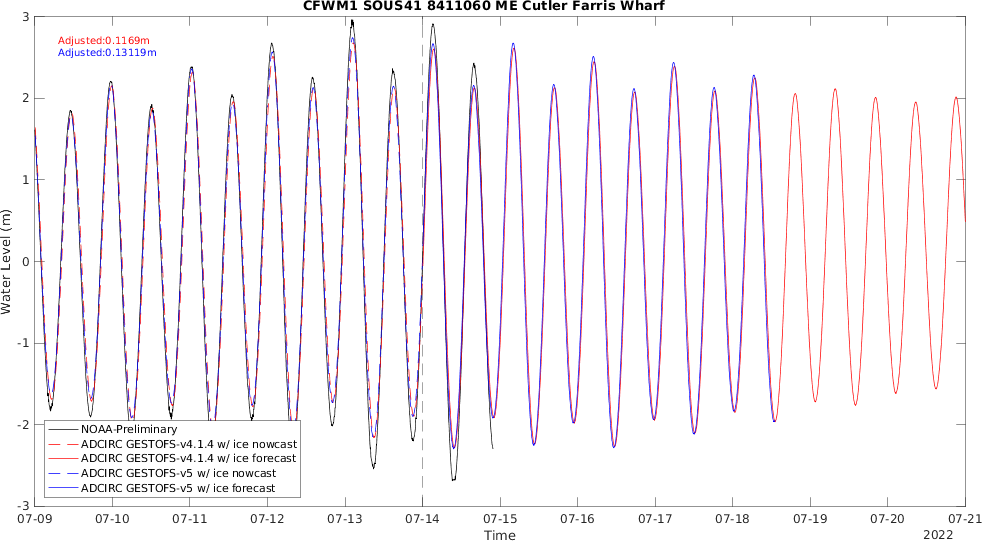 CFWM1 SOUS41 8411060 ME Cutler Farris Wharf
Adjusted:0.1169m
Adjusted:0.13119m
3
2
1
0
-1
-2
-3
Water Level (m)
NOAA-Preliminary
ADCIRC GESTOFS-v4.1.4 w/ ice nowcast
ADCIRC GESTOFS-v4.1.4 w/ ice forecast
ADCIRC GESTOFS-v5 w/ ice nowcast
ADCIRC GESTOFS-v5 w/ ice forecast
07-09 07-10 07-11 07-12 07-13 07-14 07-15 07-16 07-17 07-18 07-19 07-20 07-21
Time
2022